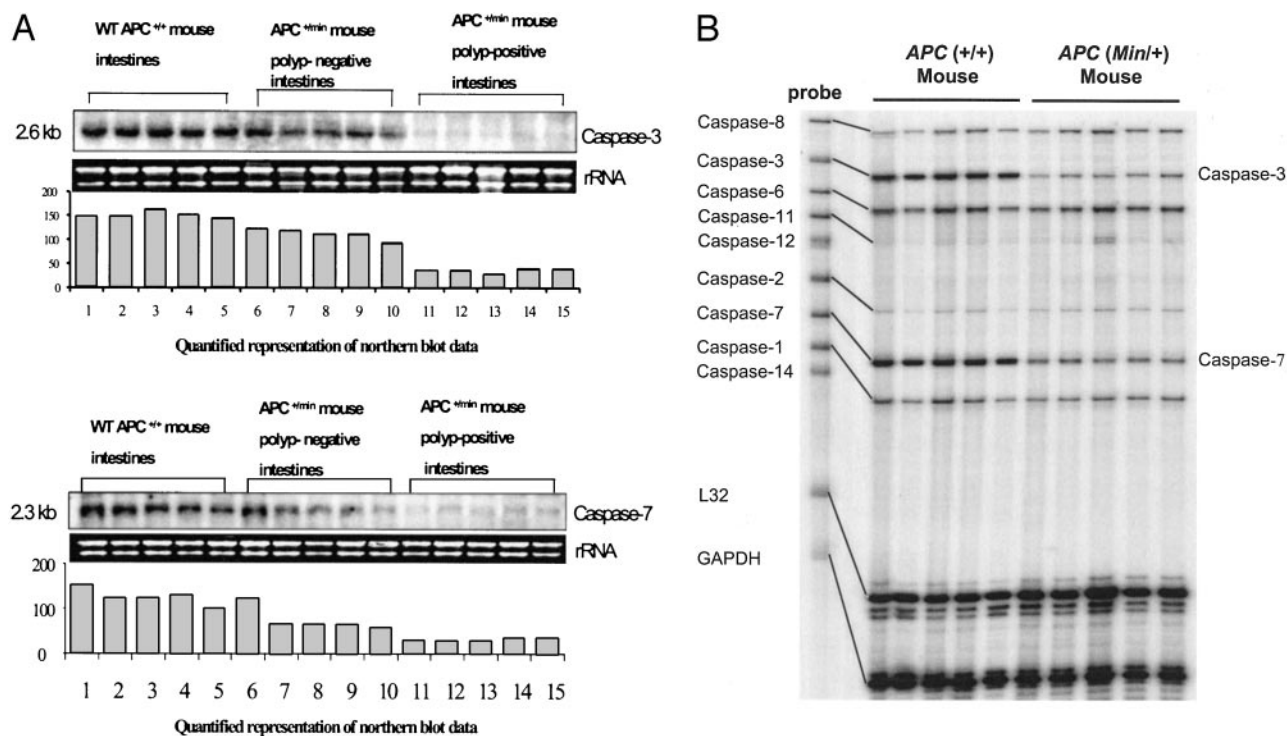 A
WT APC +/+ mouse intestines
APC +/min mouse polyp- negative intestines
APC +/min mouse polyp-positive intestines
2.6 kb
Caspase-3
rRNA
200
150
100
50
0
1 2 3 4 5 6 7 8 9 10 11 12 13 14 15
Quantified representation of northern blot data
WT APC +/+ mouse intestines
APC +/min mouse polyp- negative intestines
APC +/min mouse polyp-positive intestines
2.3 kb
Caspase-7
rRNA
200
100
0
1 2 3 4 5 6 7 8 9 10 11 12 13 14 15
Quantified representation of northern blot data
B
APC (+/+) Mouse
APC (Min/+) Mouse
probe
Caspase-8
Caspase-3
Caspase-6
Caspase-11
Caspase-12
Caspase-2
Caspase-7
Caspase-1
Caspase-14
L32
GAPDH
Caspase-3
Caspase-7